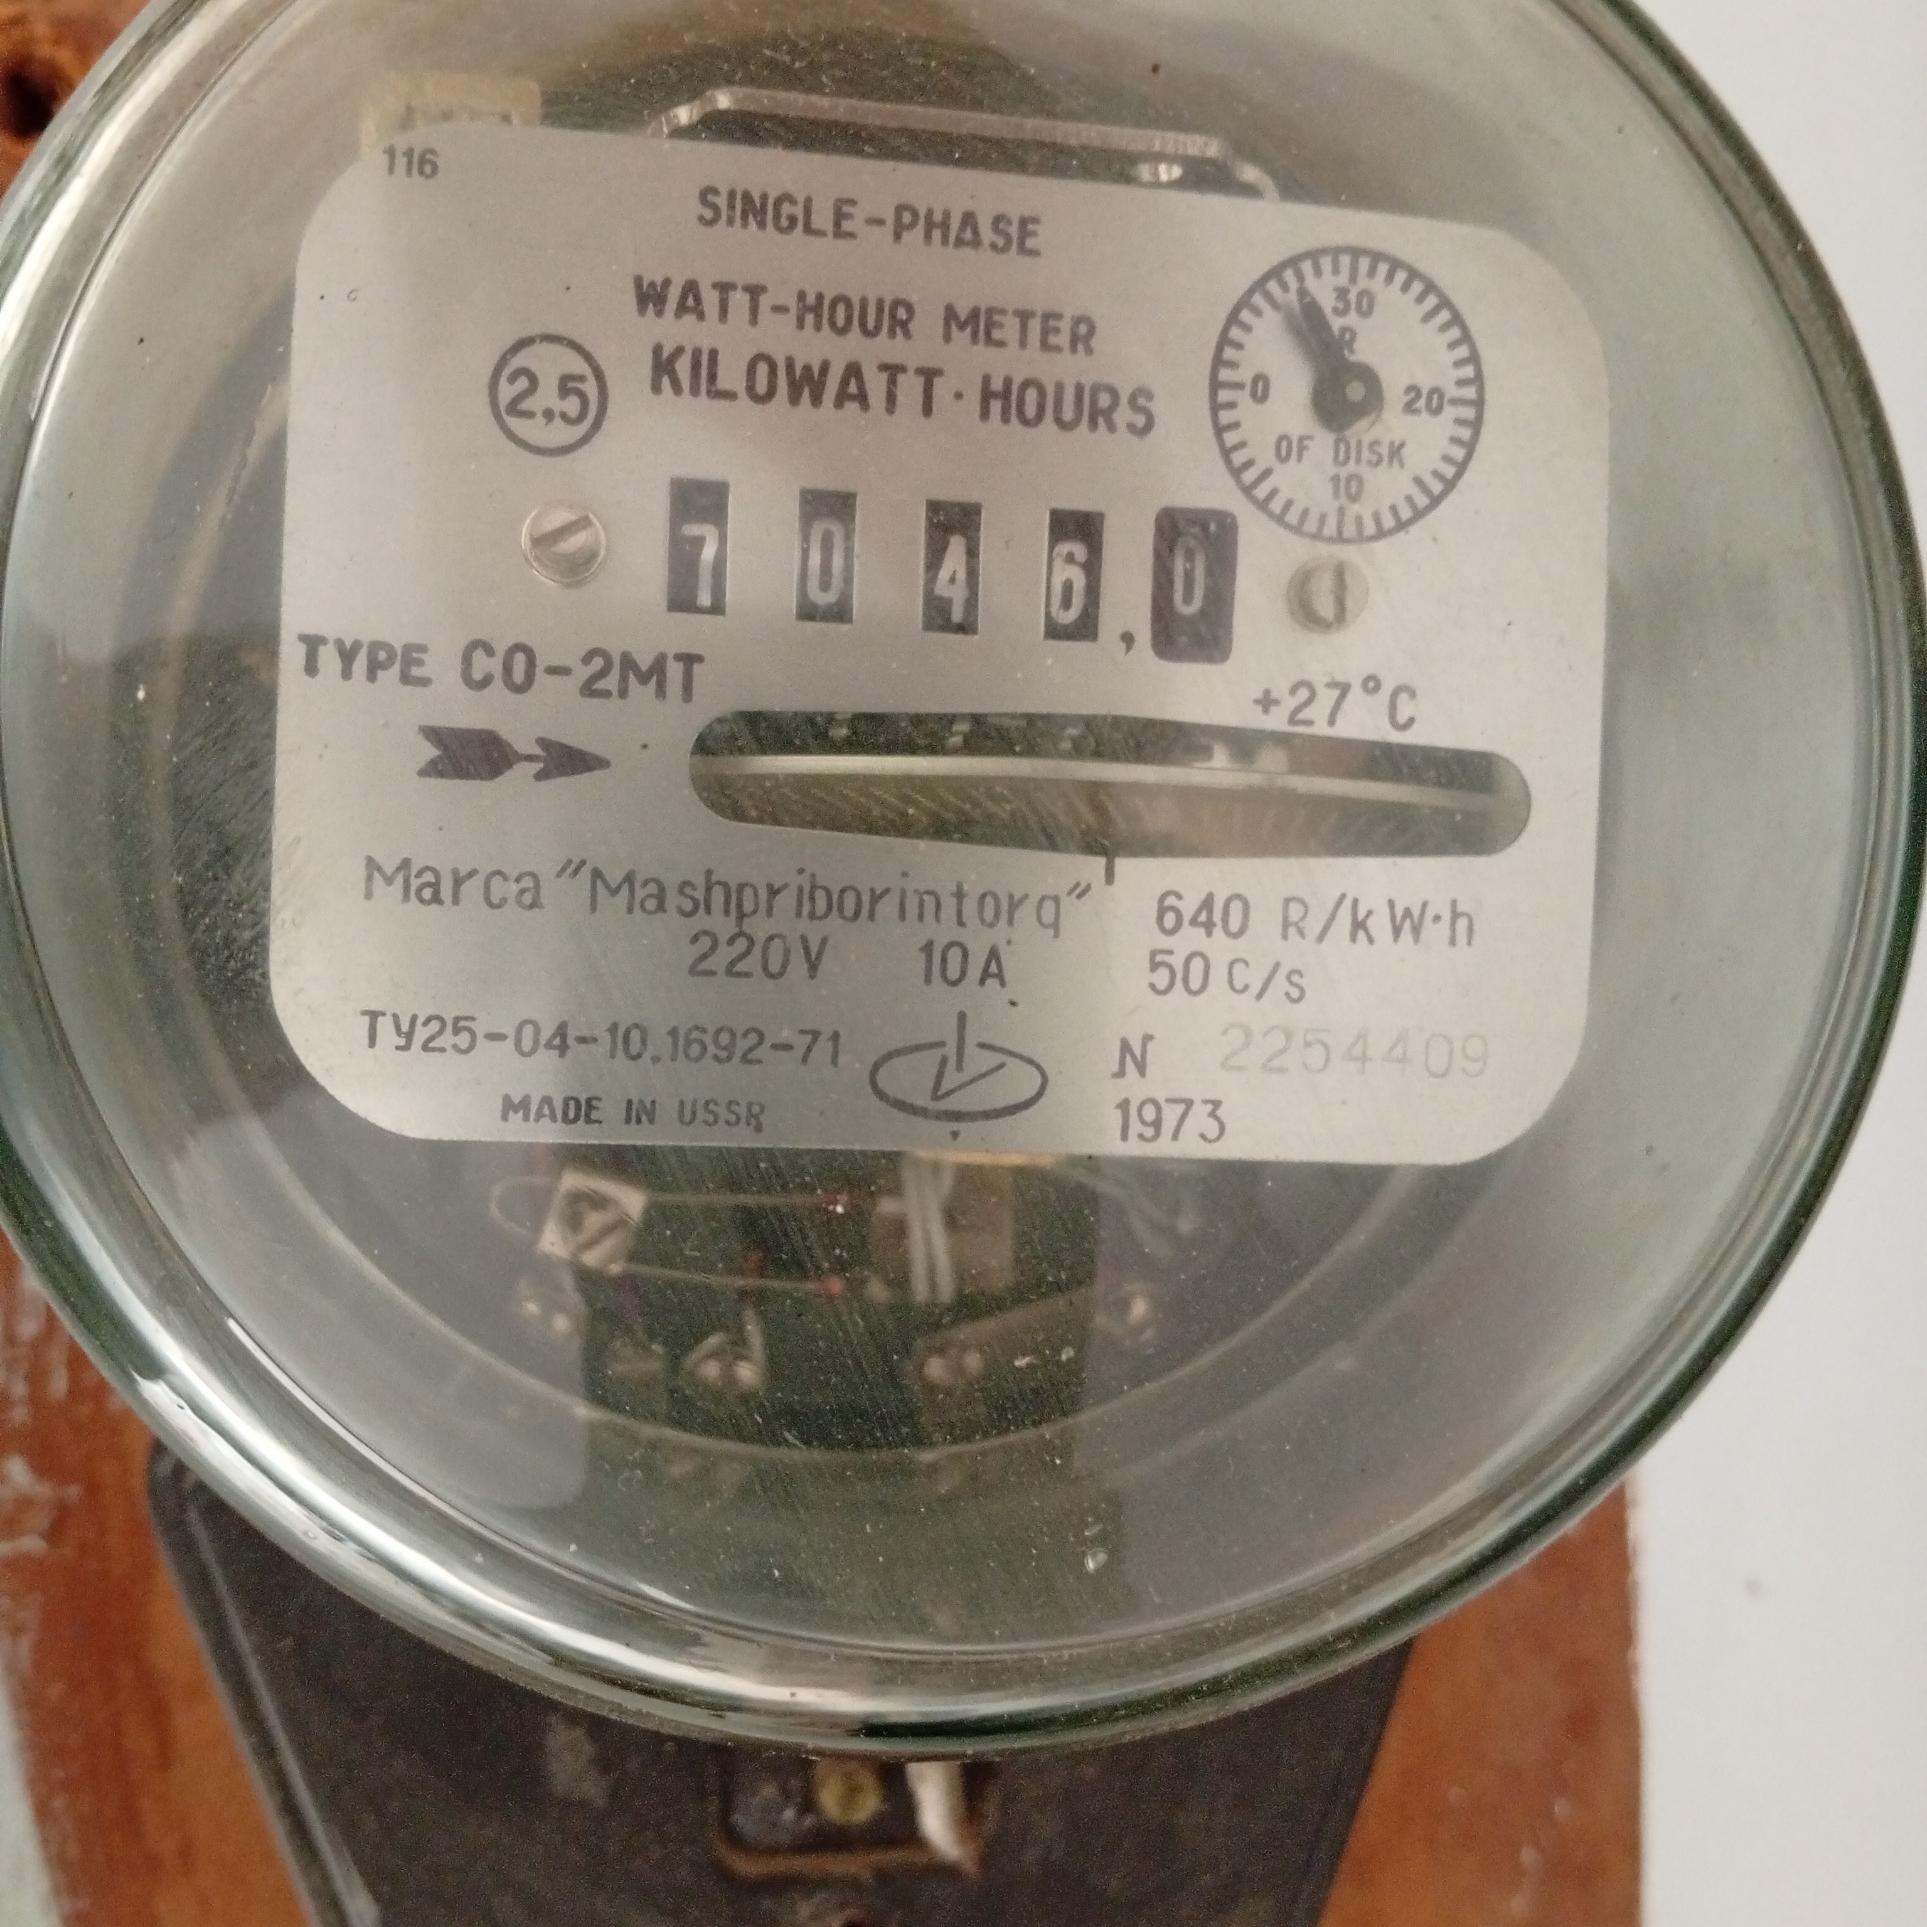 116
SINGLE-PHASE
WATT-HOUR METER
2,5 KILOWATT·HOURS
30
R
0 20
OF DISK
10
7 0 4 6 , 0
TYPE CO-2MT
+27°C
Marca "Mashpriborintorq" 640 R/kW·h
220V 10A 50 C/s
ТУ25-04-10.1692-71 N 2254409
MADE IN USSR 1973